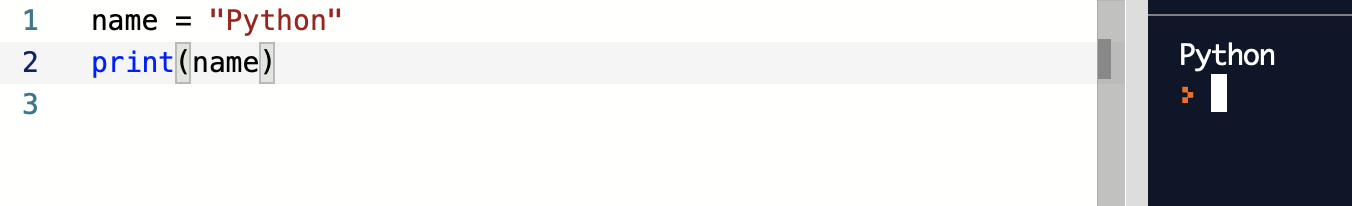 1 name = "Python"
2 print(name)
3
Python